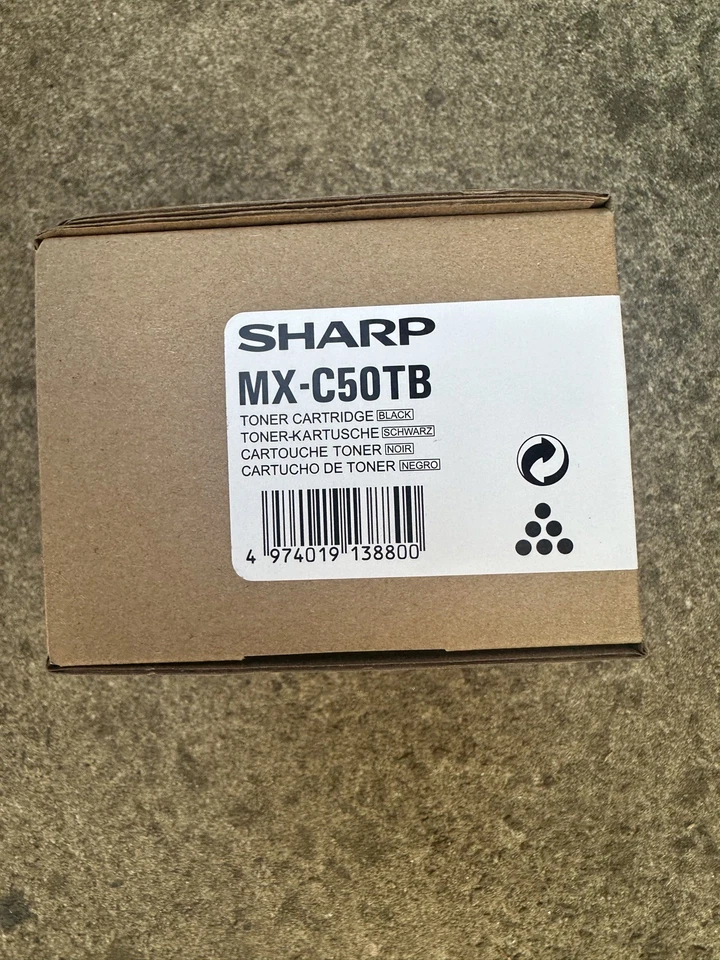 SHARP
MX-C50TB
TONER CARTRIDGE BLACK
TONER-KARTUSCHE SCHWARZ
CARTOUCHE TONER NOIR
CARTUCHO DE TONER NEGRO
4 974019 138800